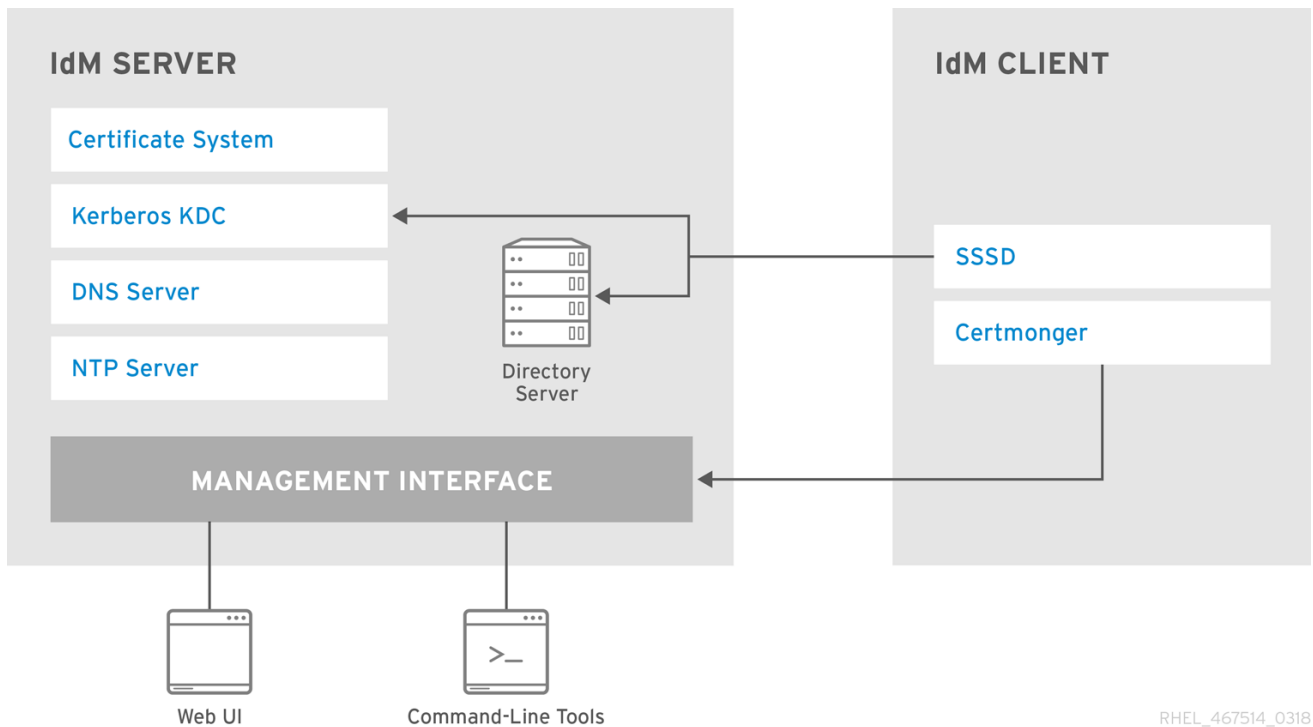 IdM SERVER
Certificate System
Kerberos KDC
DNS Server
NTP Server
Directory
Server
MANAGEMENT INTERFACE
Web UI
>_
Command-Line Tools
IdM CLIENT
SSSD
Certmonger
RHEL_467514_0318